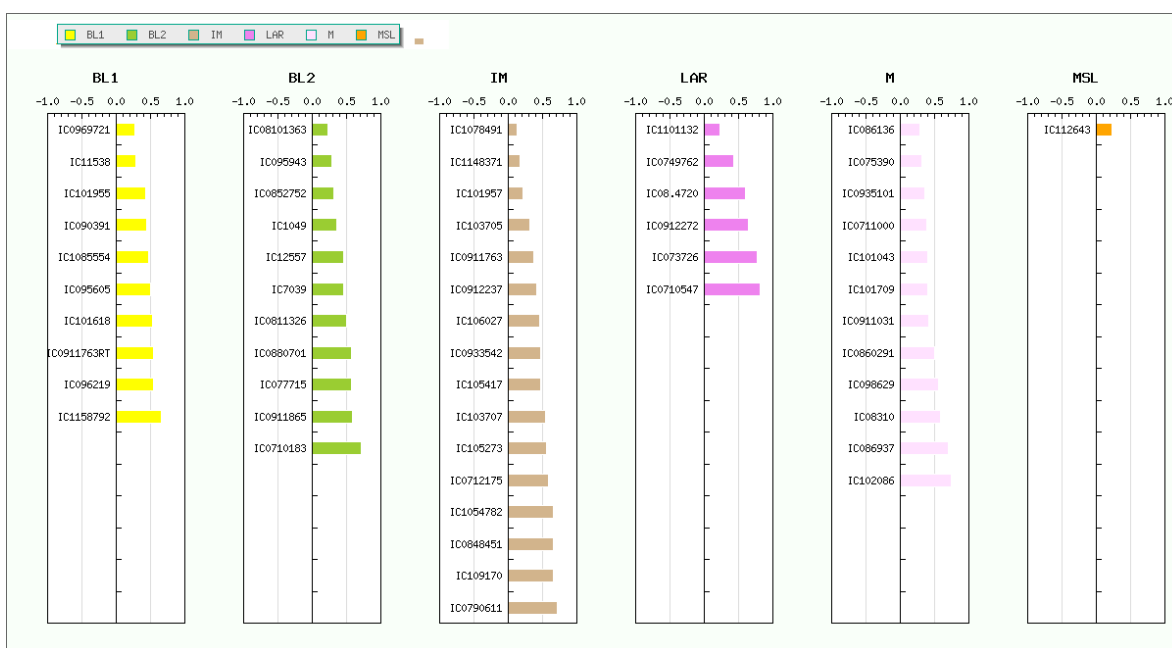 BL1 BL2 IM LAR M MSL
BL1 BL2 IM LAR M MSL
-1.0 -0.5 0.0 0.5 1.0 -1.0 -0.5 0.0 0.5 1.0 -1.0 -0.5 0.0 0.5 1.0 -1.0 -0.5 0.0 0.5 1.0 -1.0 -0.5 0.0 0.5 1.0 -1.0 -0.5 0.0 0.5 1.0
IC0969721 IC08101363 IC1078491 IC1101132 IC086136 IC112643
IC11538 IC095943 IC1148371 IC0749762 IC075390
IC101955 IC0852752 IC101957 IC08.4720 IC0935101
IC090391 IC1049 IC103705 IC0912272 IC0711000
IC1085554 IC12557 IC0911763 IC073726 IC101043
IC095605 IC7039 IC0912237 IC0710547 IC101709
IC101618 IC0811326 IC106027 IC0911031
IC0911763RT IC0880701 IC0933542 IC0860291
IC096219 IC077715 IC105417 IC098629
IC1158792 IC0911865 IC103707 IC08310
IC0710183 IC105273 IC086937
IC0712175 IC102086
IC1054782
IC0848451
IC109170
IC0790611